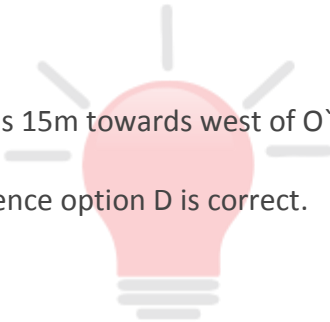 s 15m towards west of O`
ence option D is correct.